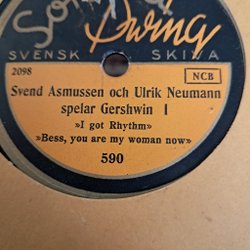 Swing
SVENSK SKIVA
2098 NCB
Svend Asmussen och Ulrik Neumann
spelar Gershwin I
»I got Rhythm»
»Bess, you are my woman now»
590